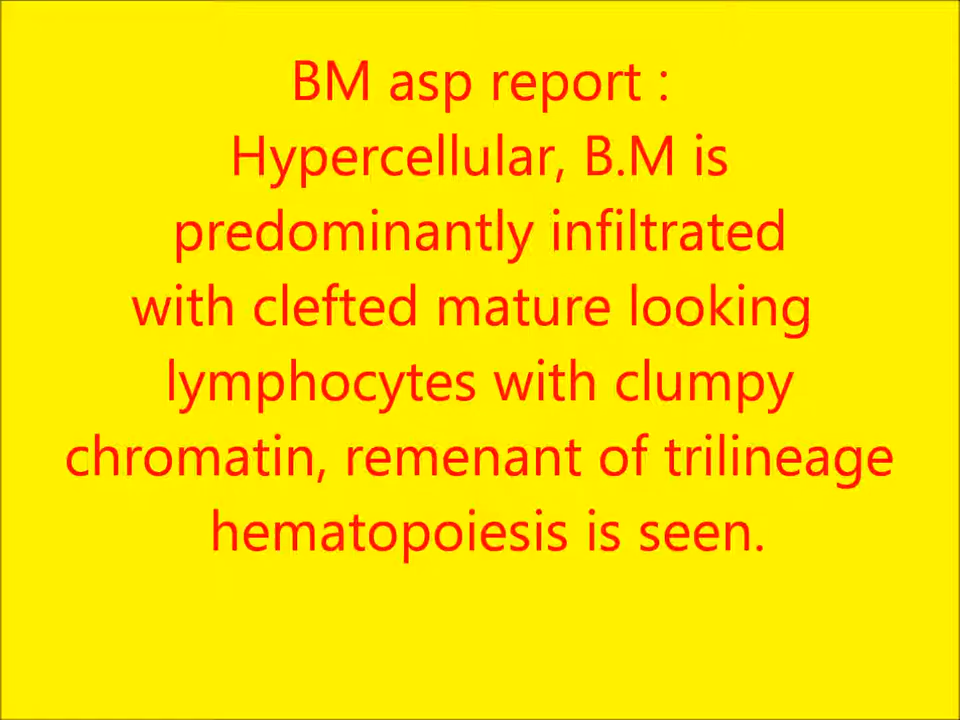 BM asp report :
Hypercellular, B.M is
predominantly infiltrated
with clefted mature looking
lymphocytes with clumpy
chromatin, remenant of trilineage
hematopoiesis is seen.